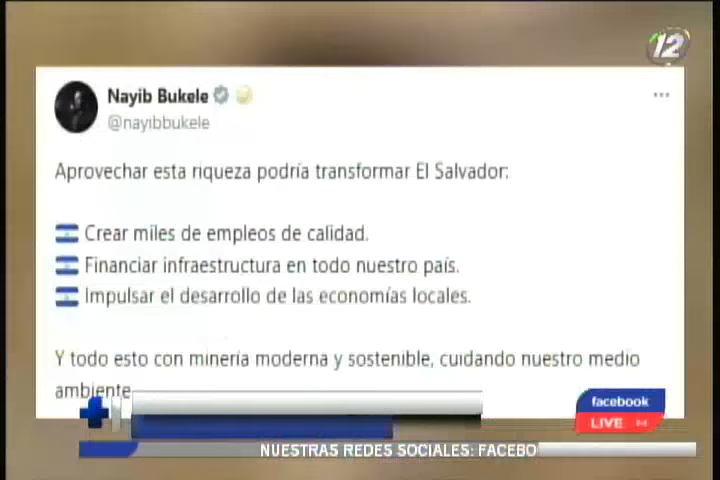 12
Nayib Bukele
@nayibbukele
Aprovechar esta riqueza podría transformar El Salvador:
Crear miles de empleos de calidad.
Financiar infraestructura en todo nuestro país.
Impulsar el desarrollo de las economías locales.
Y todo esto con minería moderna y sostenible, cuidando nuestro medio
ambiente
facebook
LIVE
NUESTRAS REDES SOCIALES: FACEBO